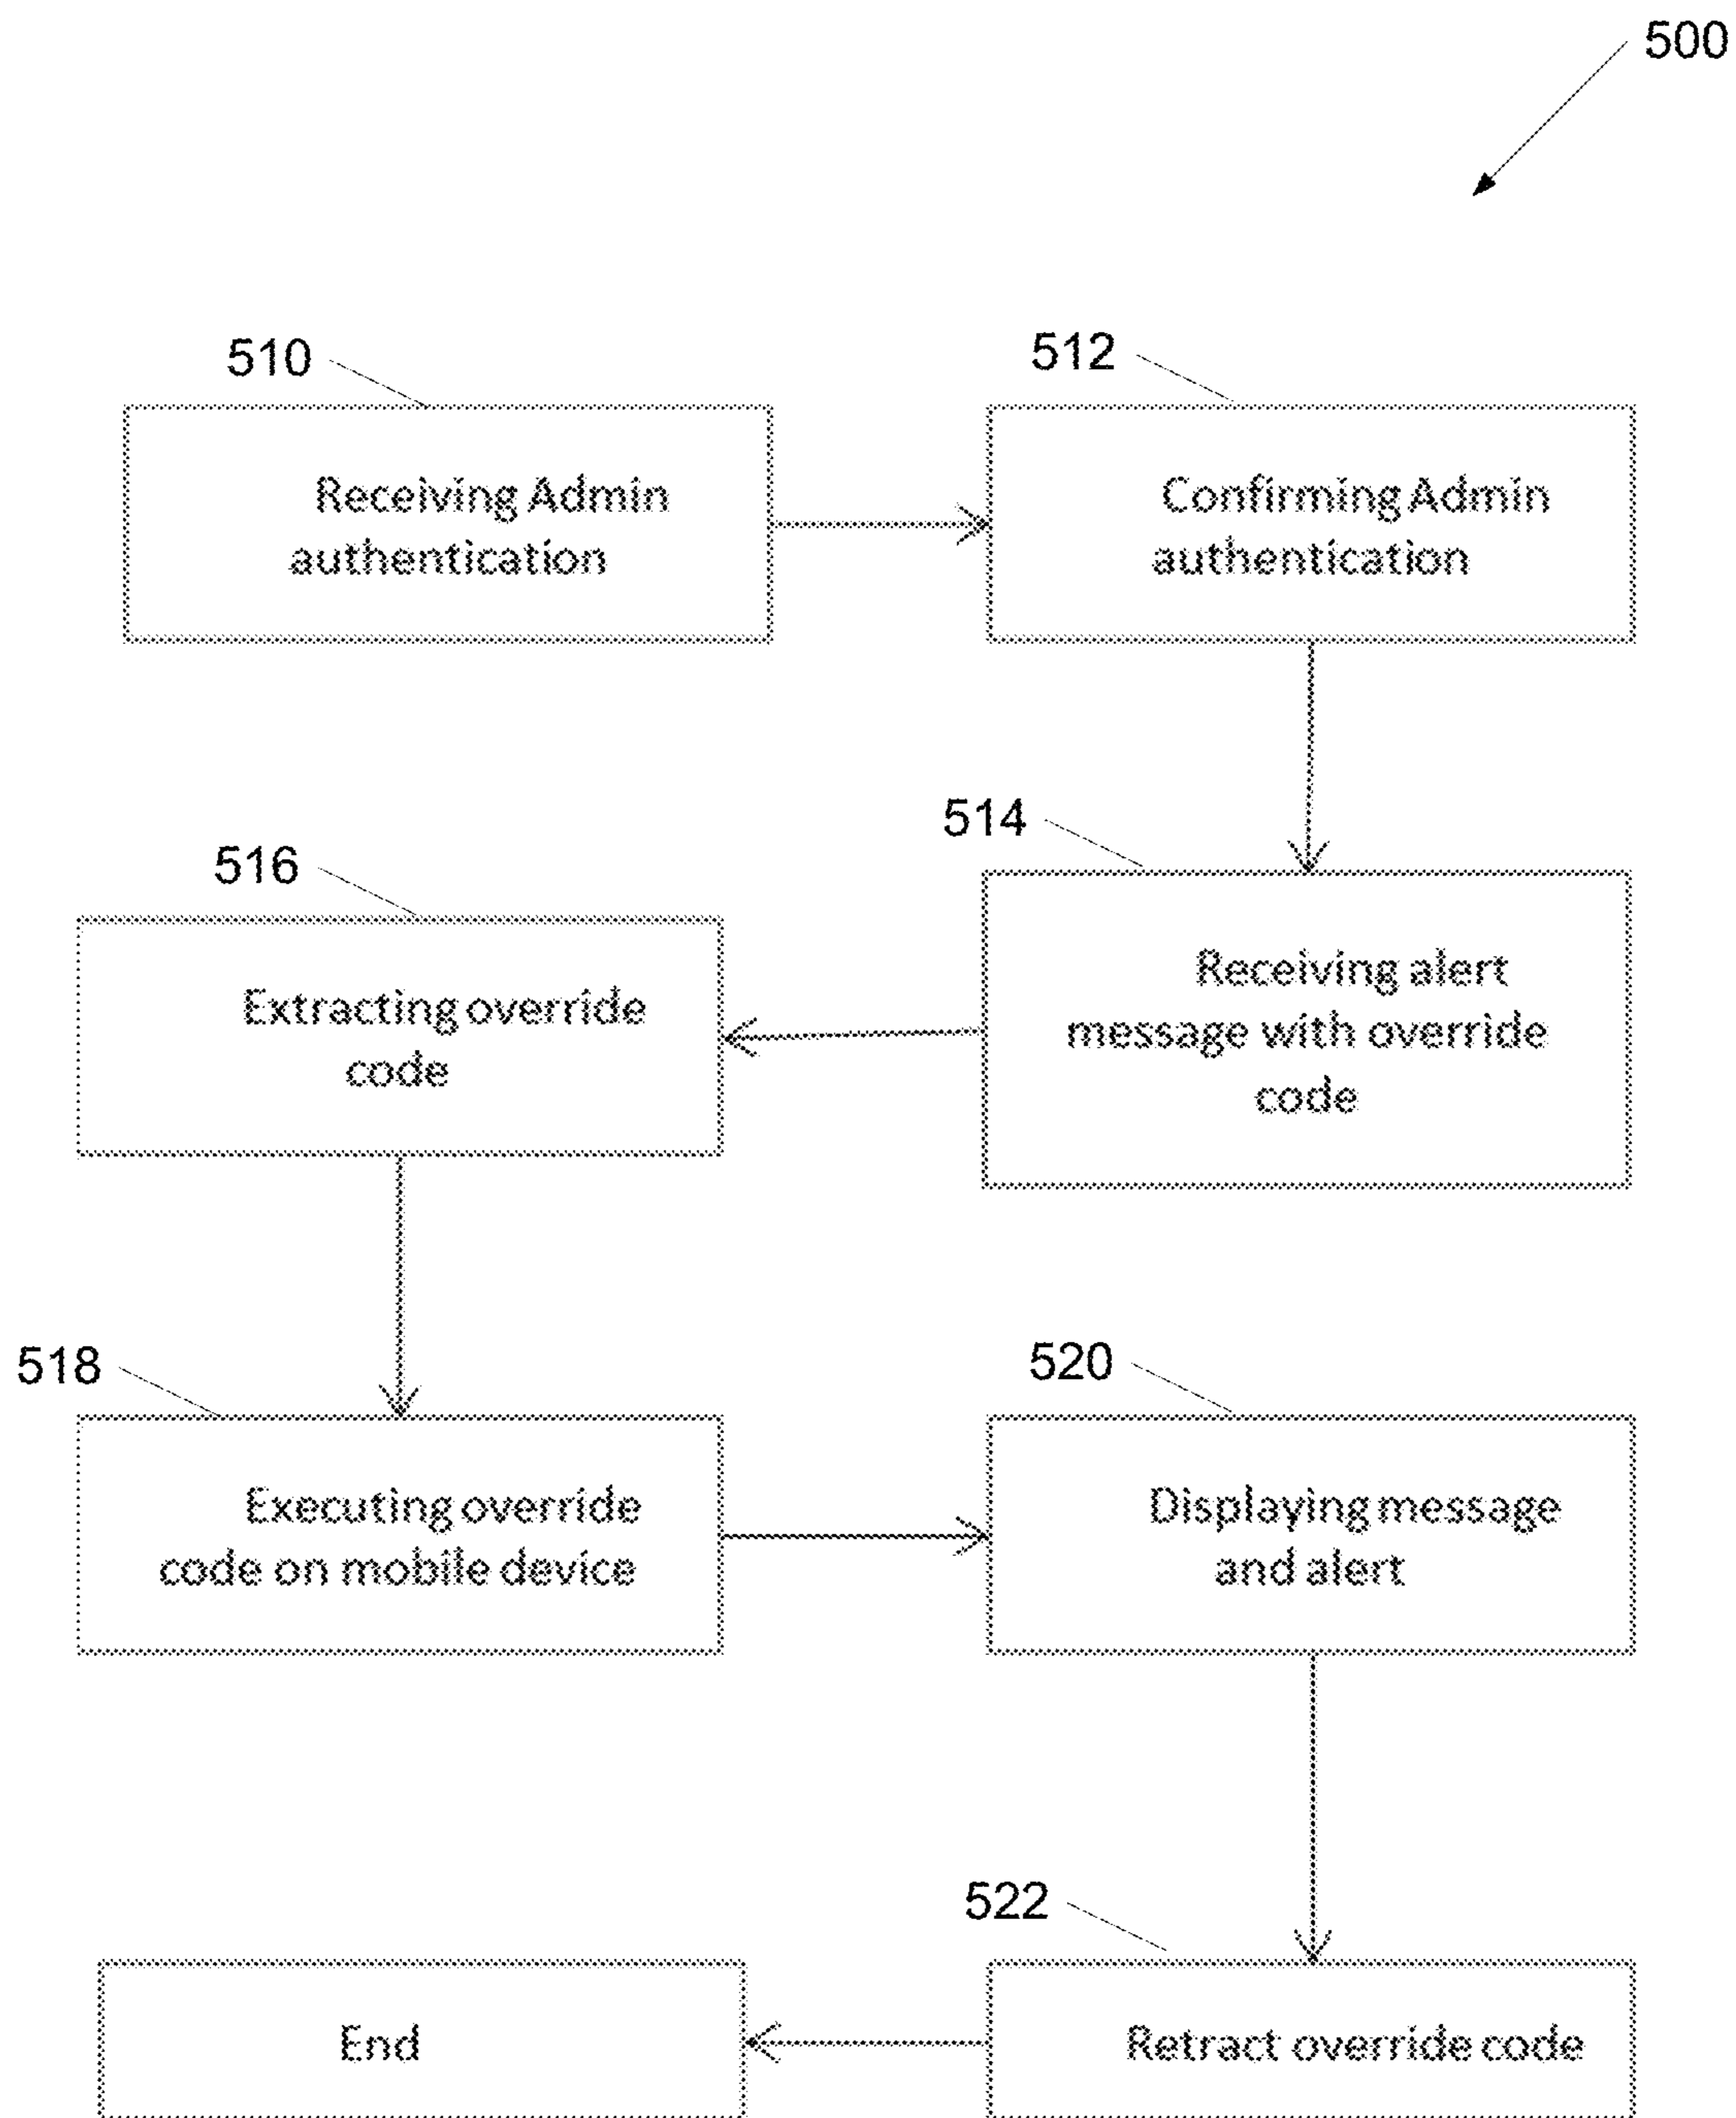 500
510
Receiving Admin
authentication
512
Confirming Admin
authentication
514
Receiving alert
message with override
code
516
Extracting override
code
518
Executing override
code on mobile device
520
Displaying message
and alert
522
Retract override code
End